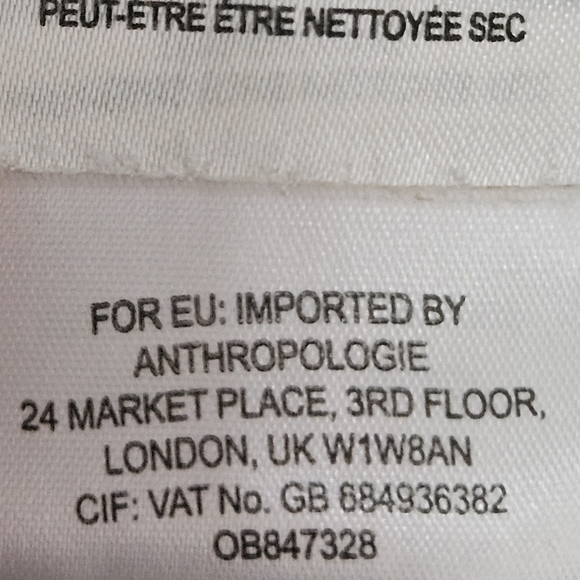 PEUT-ÊTRE ÊTRE NETTOYÉE SEC
FOR EU: IMPORTED BY
ANTHROPOLOGIE
24 MARKET PLACE, 3RD FLOOR,
LONDON, UK W1W8AN
CIF: VAT No. GB 684936382
OB847328